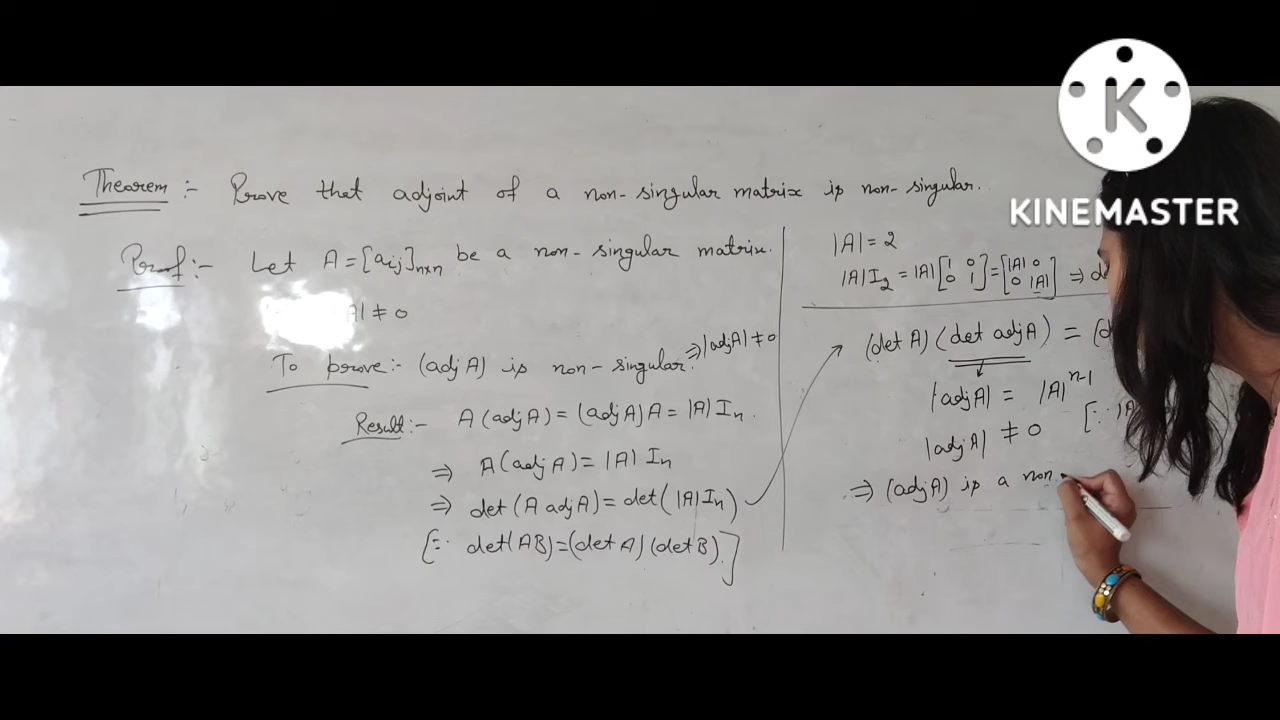 Theorem :- Prove that adjoint of a non-singular matrix is non-singular.
Proof :- Let A = [aij]n×n be a non-singular matrix.
A| ≠ 0
To prove :- (adj A) is non-singular. ⇒ |adj A| ≠ 0
Result :- A (adj A) = (adj A) A = |A| In .
⇒ A (adj A) = |A| In
⇒ det (A adj A) = det ( |A| In )
[∵ det(AB) = (det A) (det B) ]
|A| = 2
|A| I2 = |A| [1 0 0 1] = [|A| 0 0 |A|] ⇒ d
(det A) (det adj A) = (d
|adj A| = |A|^n-1
|adj A| ≠ 0 [∵ |A
⇒ (adj A) is a non-
KINEMASTER